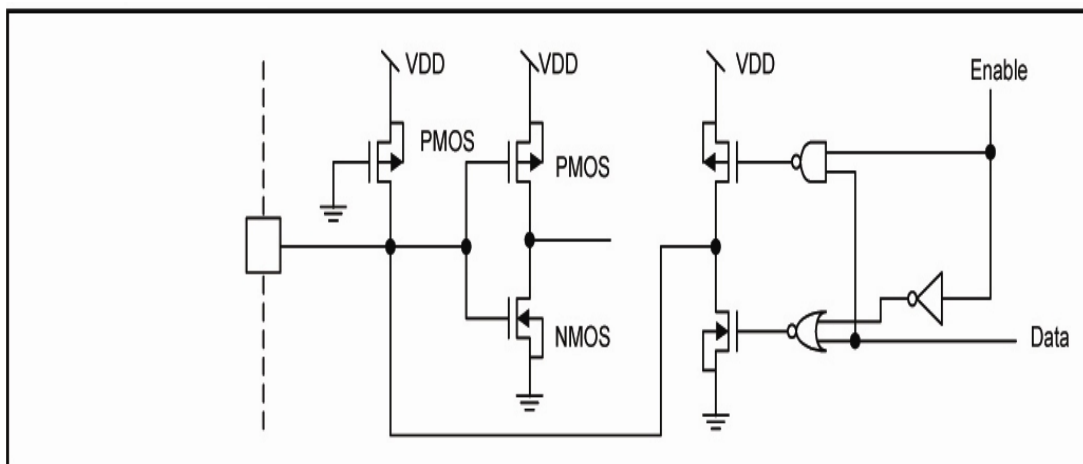 VDD
VDD
VDD
Enable
PMOS
PMOS
NMOS
Data